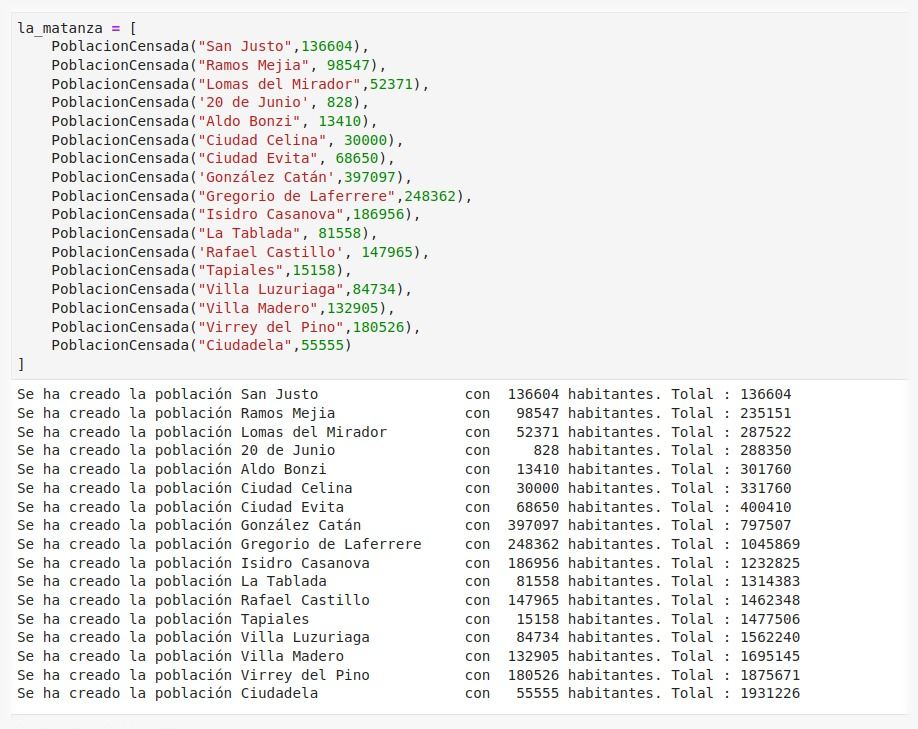 la_matanza = [
    PoblacionCensada("San Justo",136604),
    PoblacionCensada("Ramos Mejia", 98547),
    PoblacionCensada("Lomas del Mirador",52371),
    PoblacionCensada('20 de Junio', 828),
    PoblacionCensada("Aldo Bonzi", 13410),
    PoblacionCensada("Ciudad Celina", 30000),
    PoblacionCensada("Ciudad Evita", 68650),
    PoblacionCensada('González Catán',397097),
    PoblacionCensada("Gregorio de Laferrere",248362),
    PoblacionCensada("Isidro Casanova",186956),
    PoblacionCensada("La Tablada", 81558),
    PoblacionCensada('Rafael Castillo', 147965),
    PoblacionCensada("Tapiales",15158),
    PoblacionCensada("Villa Luzuriaga",84734),
    PoblacionCensada("Villa Madero",132905),
    PoblacionCensada("Virrey del Pino",180526),
    PoblacionCensada("Ciudadela",55555)
]
Se ha creado la población San Justo                 con  136604 habitantes. Tolal : 136604
Se ha creado la población Ramos Mejia               con   98547 habitantes. Tolal : 235151
Se ha creado la población Lomas del Mirador         con   52371 habitantes. Tolal : 287522
Se ha creado la población 20 de Junio               con     828 habitantes. Tolal : 288350
Se ha creado la población Aldo Bonzi                con   13410 habitantes. Tolal : 301760
Se ha creado la población Ciudad Celina             con   30000 habitantes. Tolal : 331760
Se ha creado la población Ciudad Evita              con   68650 habitantes. Tolal : 400410
Se ha creado la población González Catán            con  397097 habitantes. Tolal : 797507
Se ha creado la población Gregorio de Laferrere     con  248362 habitantes. Tolal : 1045869
Se ha creado la población Isidro Casanova           con  186956 habitantes. Tolal : 1232825
Se ha creado la población La Tablada                con   81558 habitantes. Tolal : 1314383
Se ha creado la población Rafael Castillo           con  147965 habitantes. Tolal : 1462348
Se ha creado la población Tapiales                  con   15158 habitantes. Tolal : 1477506
Se ha creado la población Villa Luzuriaga           con   84734 habitantes. Tolal : 1562240
Se ha creado la población Villa Madero              con  132905 habitantes. Tolal : 1695145
Se ha creado la población Virrey del Pino           con  180526 habitantes. Tolal : 1875671
Se ha creado la población Ciudadela                 con   55555 habitantes. Tolal : 1931226